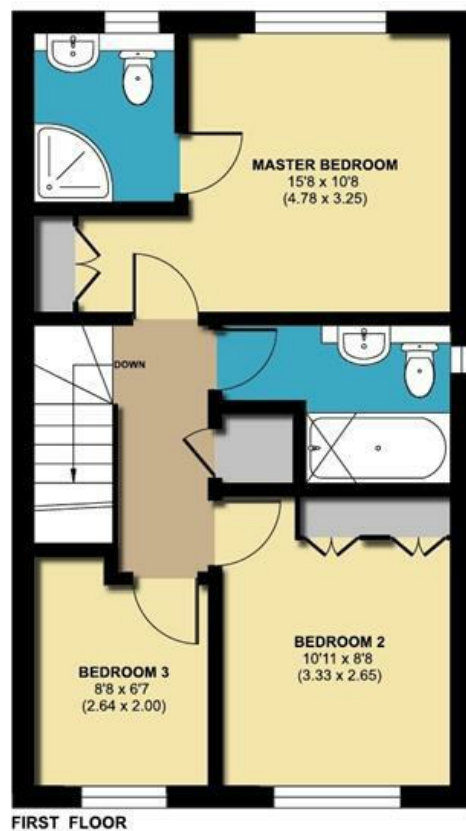 MASTER BEDROOM
15'8 x 10'8
(4.78 x 3.25)
DOWN
BEDROOM 2
10'11 x 8'8
(3.33 x 2.65)
BEDROOM 3
8'8 x 6'7
(2.64 x 2.00)
FIRST FLOOR